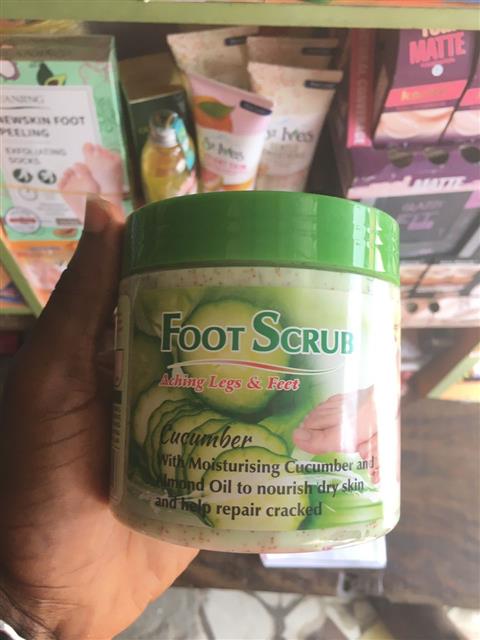 NEWSKIN FOOT
PEELING
EXFOLIATING
SOCKS
St. Ives
MATTE
MATTE
FOOT SCRUB
Aching Legs & Feet
Cucumber
With Moisturising Cucumber and
Almond Oil to nourish dry skin
and help repair cracked